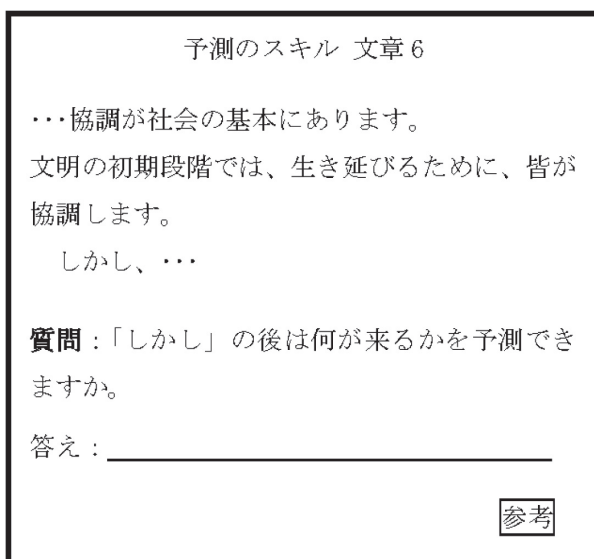 予測のスキル 文章6
･･･協調が社会の基本にあります。
文明の初期段階では、生き延びるために、皆が
協調します。
しかし、･･･
質問：「しかし」の後は何が来るかを予測でき
ますか。
答え：
参考